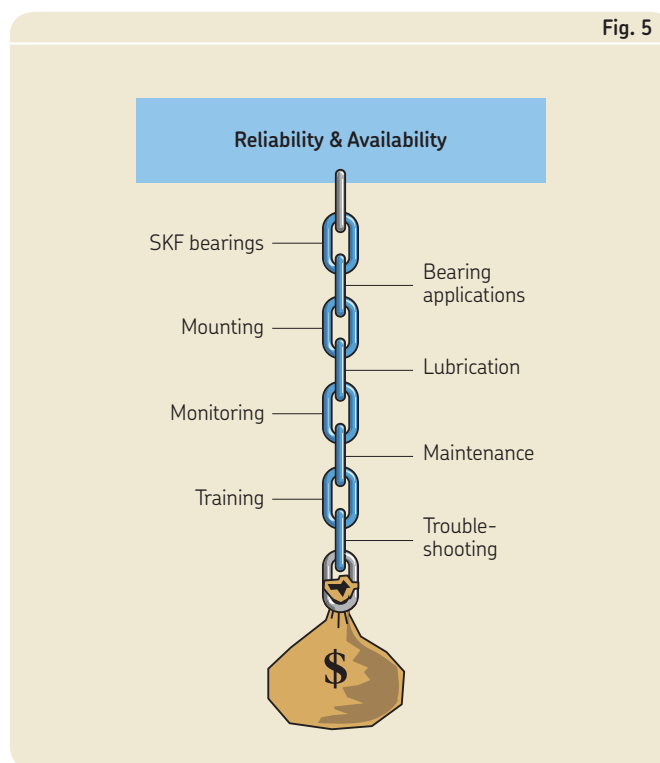 Fig. 5
Reliability & Availability
SKF bearings
Bearing
applications
Mounting
Lubrication
Monitoring
Maintenance
Training
Trouble-
shooting
$